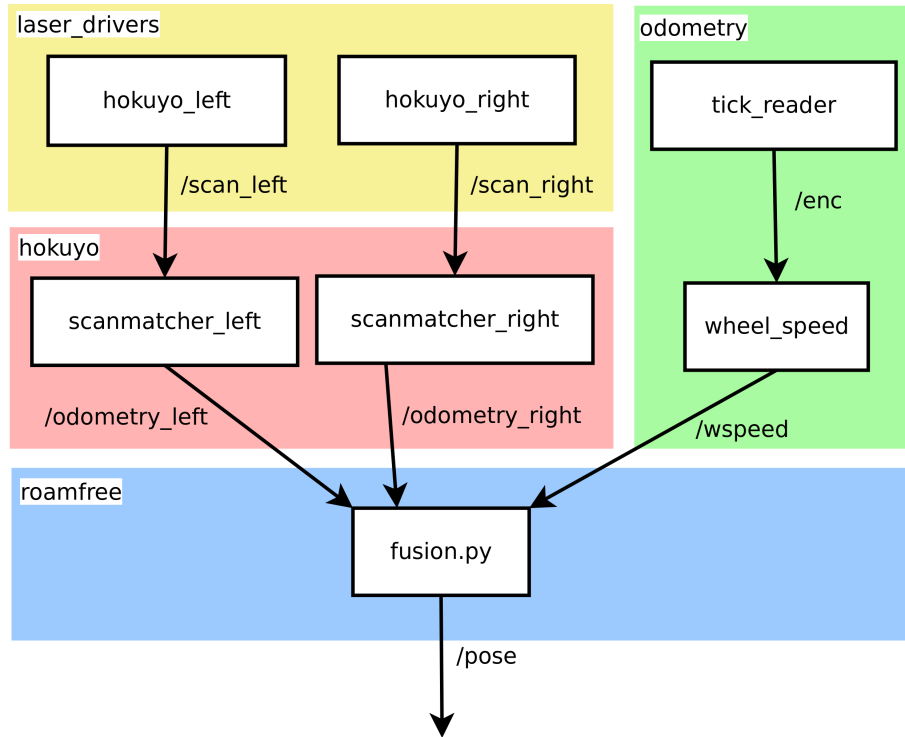 laser_drivers
odometry
hokuyo_left
hokuyo_right
tick_reader
/scan_left
/scan_right
/enc
hokuyo
scanmatcher_left
scanmatcher_right
wheel_speed
/odometry_left
/odometry_right
/wspeed
roamfree
fusion.py
/pose